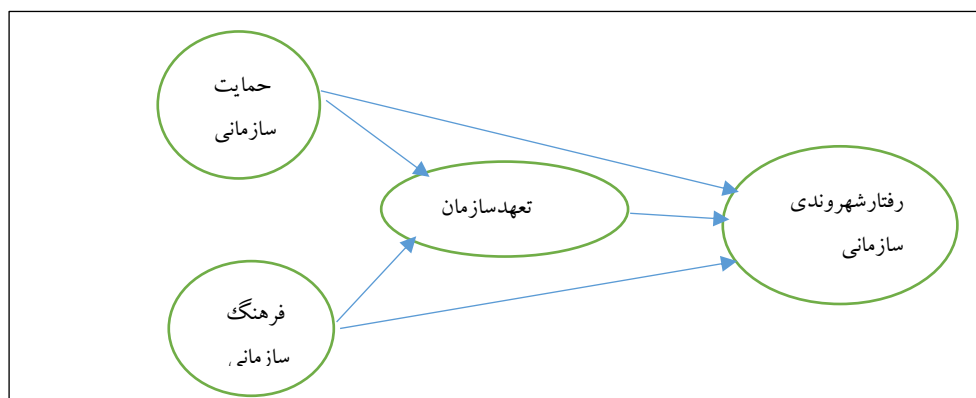 حمایت
سازمانی
تعهدسازمان
رفتارشهروندی
سازمانی
فرهنگ
سازمانی